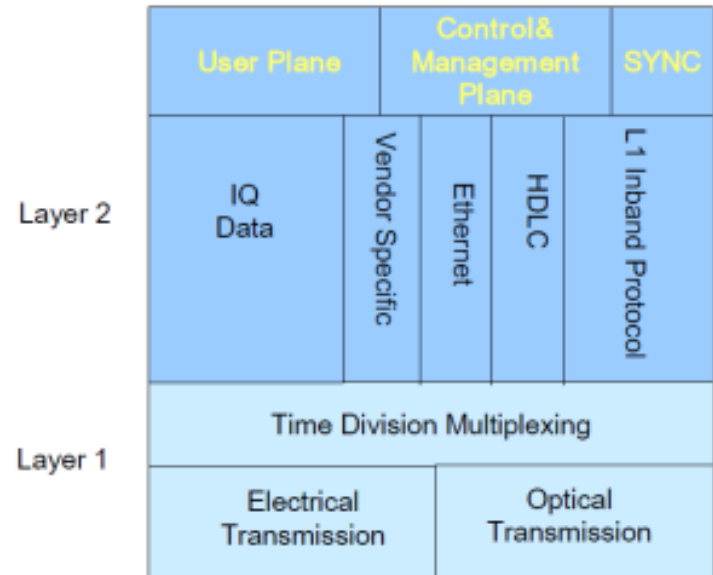 User Plane
Control&
Management
Plane
SYNC
Layer 2
IQ
Data
Vendor Specific
Ethernet
HDLC
L1 Inband Protocol
Layer 1
Time Division Multiplexing
Electrical
Transmission
Optical
Transmission